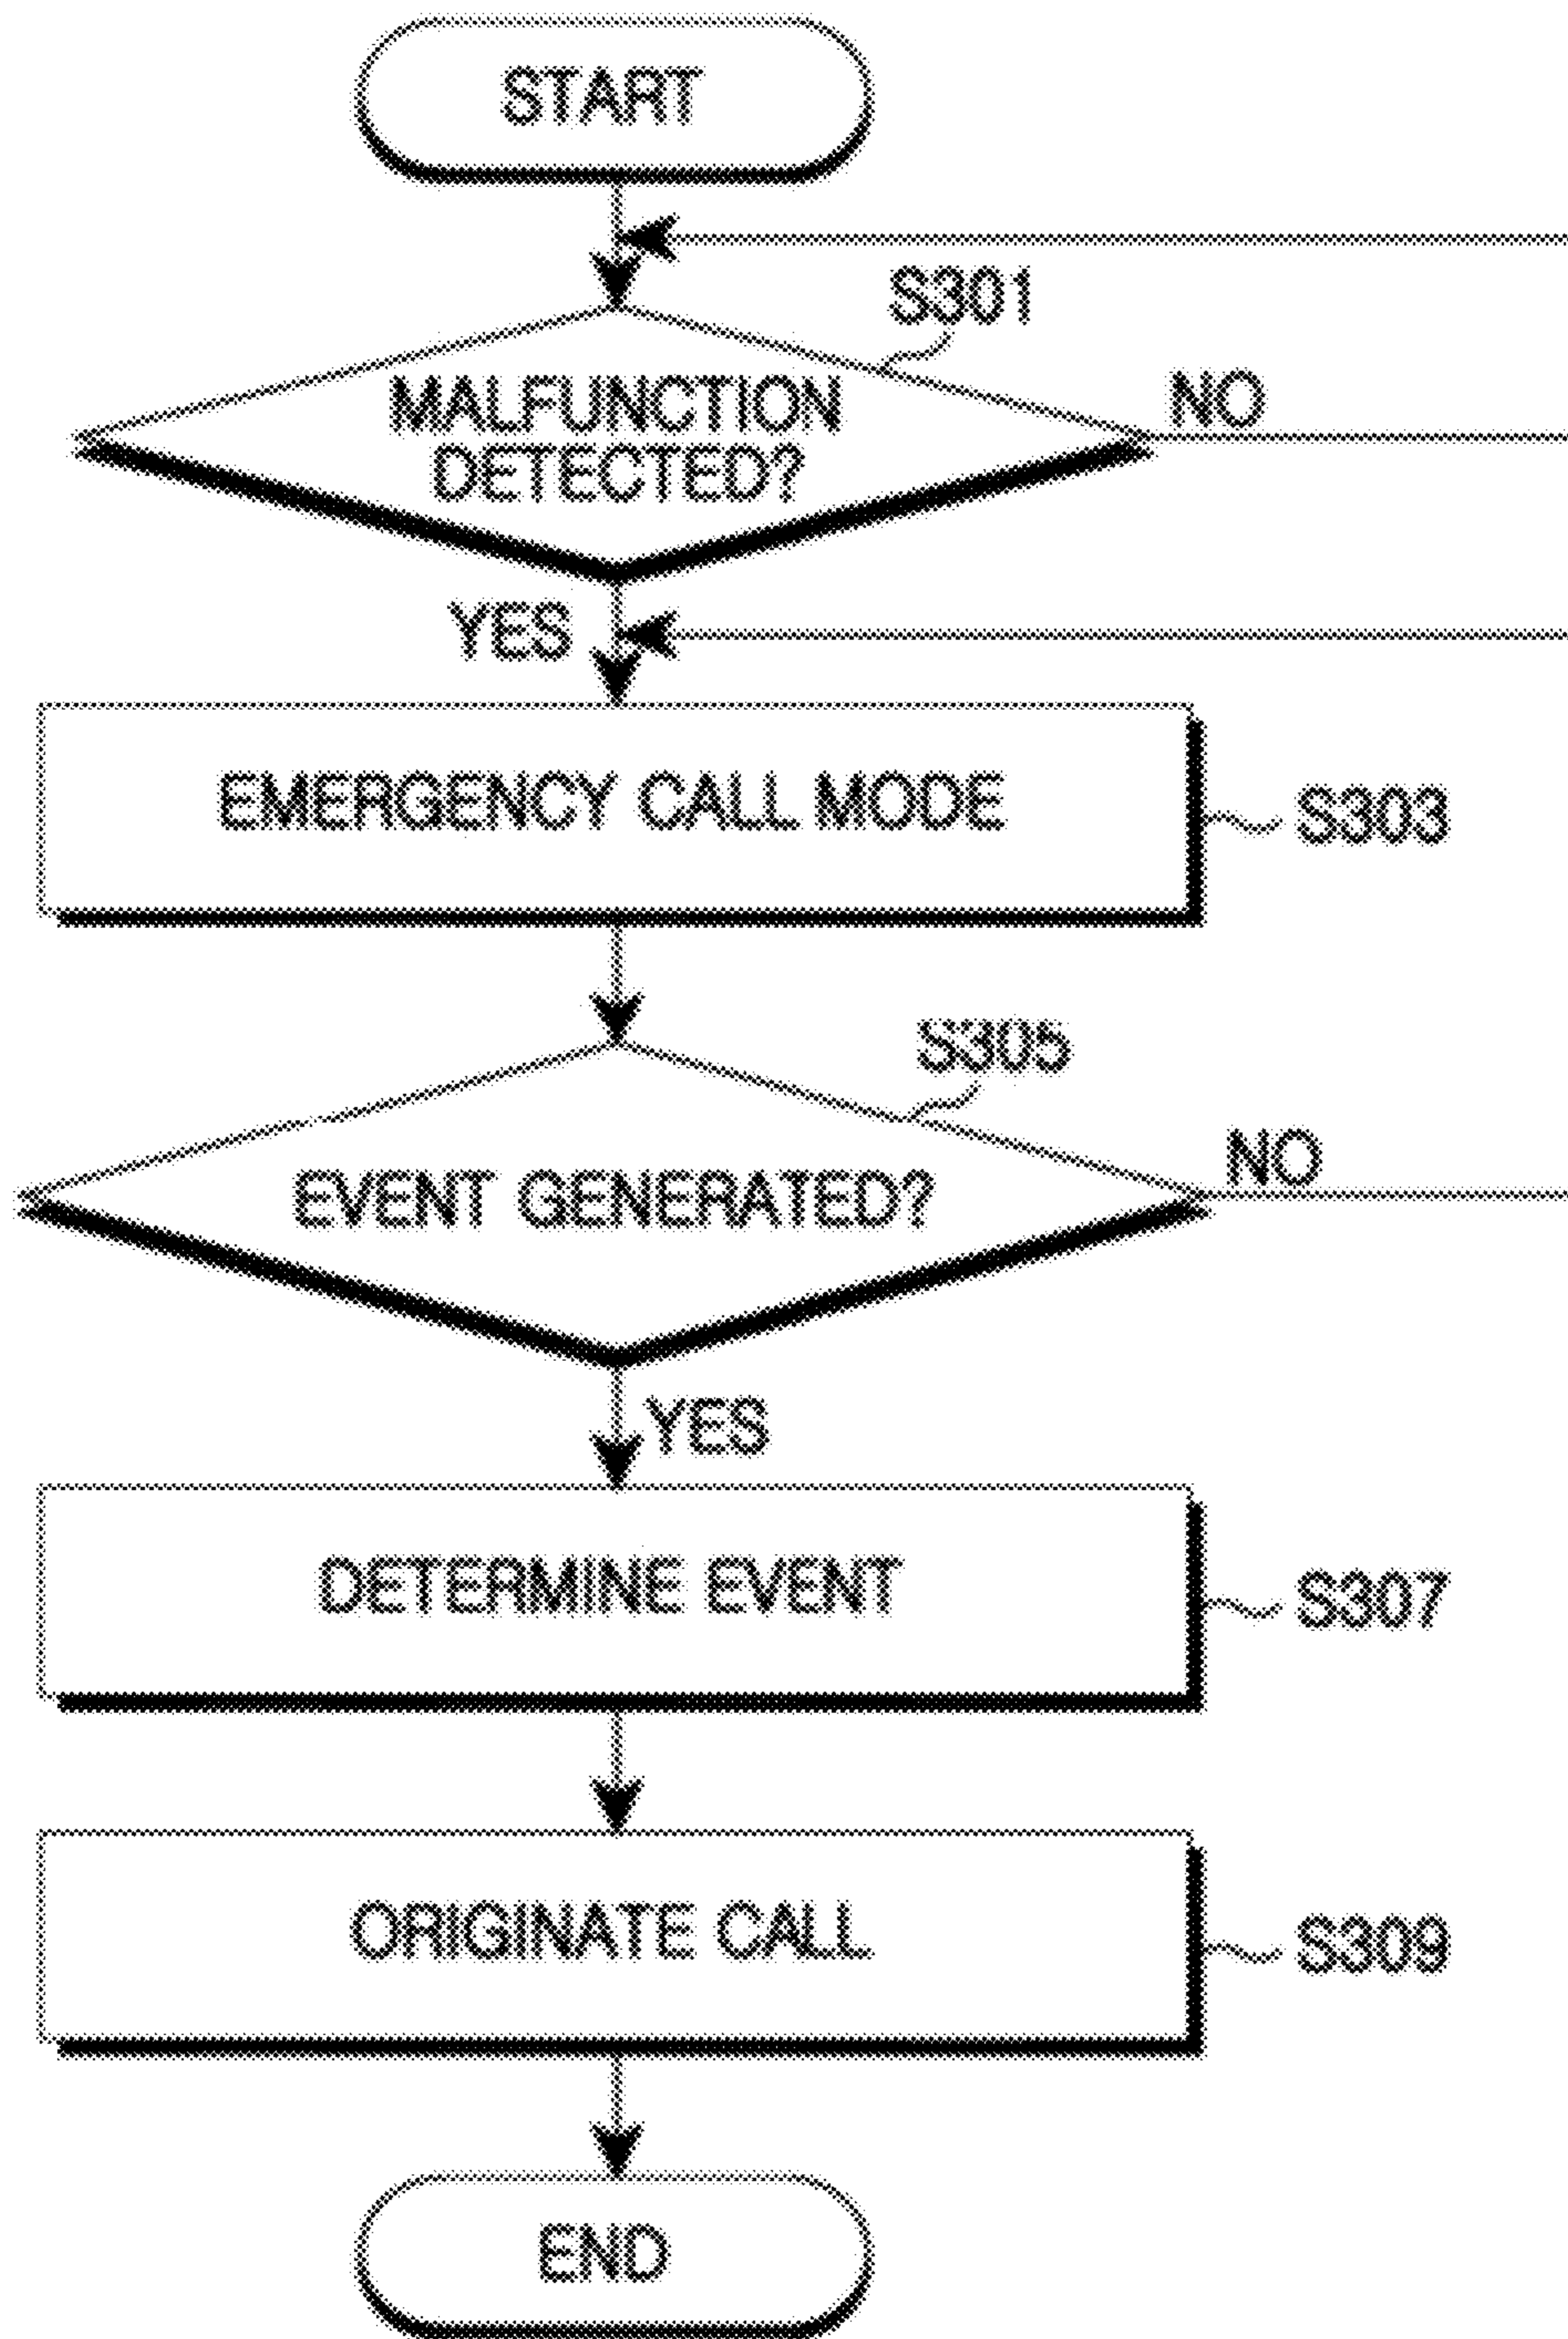 START
S301
MALFUNCTION
DETECTED?
NO
YES
EMERGENCY CALL MODE
S303
S305
EVENT GENERATED?
NO
YES
DETERMINE EVENT
S307
ORIGINATE CALL
S309
END